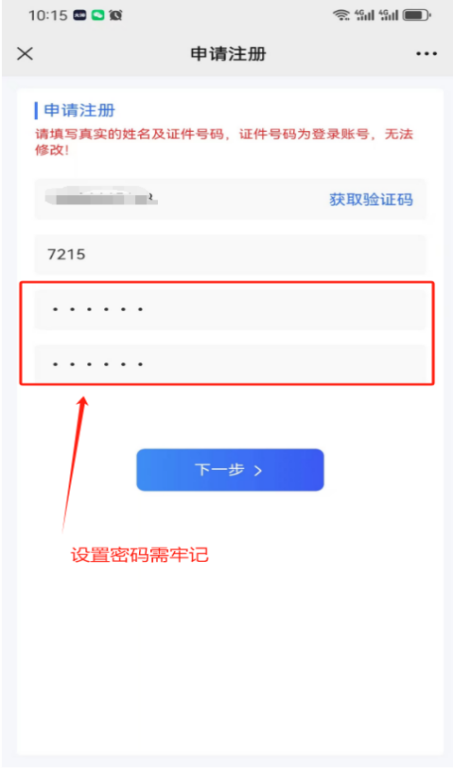 10:15
申请注册
申请注册
请填写真实的姓名及证件号码，证件号码为登录账号，无法
修改！
获取验证码
7215
······
······
下一步 >
设置密码需牢记